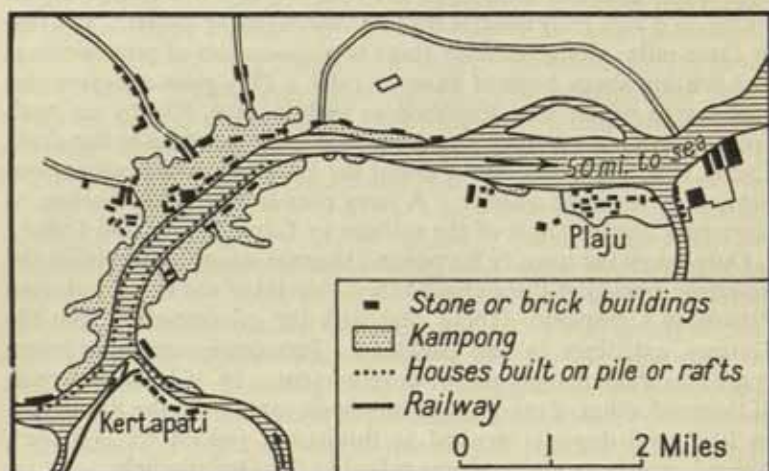 50 mi. to sea
Plaju
Kertapati
Stone or brick buildings
Kampong
Houses built on pile or rafts
Railway
0 1 2 Miles